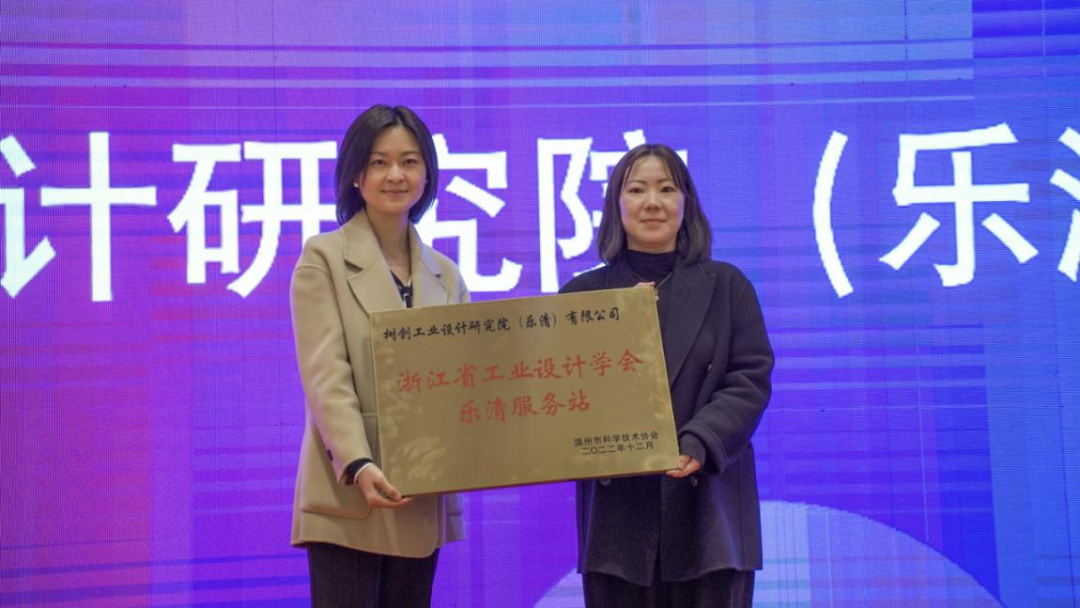 计研究院（乐清
树创工业设计研究院（乐清）有限公司
浙江省工业设计学会
乐清服务站
温州市科学技术协会
二〇二二年十二月